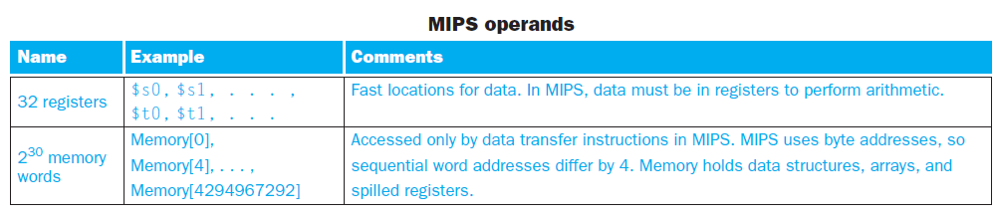 MIPS operands
Name Example Comments
32 registers $s0, $s1, . . . , Fast locations for data. In MIPS, data must be in registers to perform arithmetic.
$t0, $t1, . . .
2³⁰ memory words Memory[0], Accessed only by data transfer instructions in MIPS. MIPS uses byte addresses, so
Memory[4], . . . , sequential word addresses differ by 4. Memory holds data structures, arrays, and
Memory[4294967292] spilled registers.